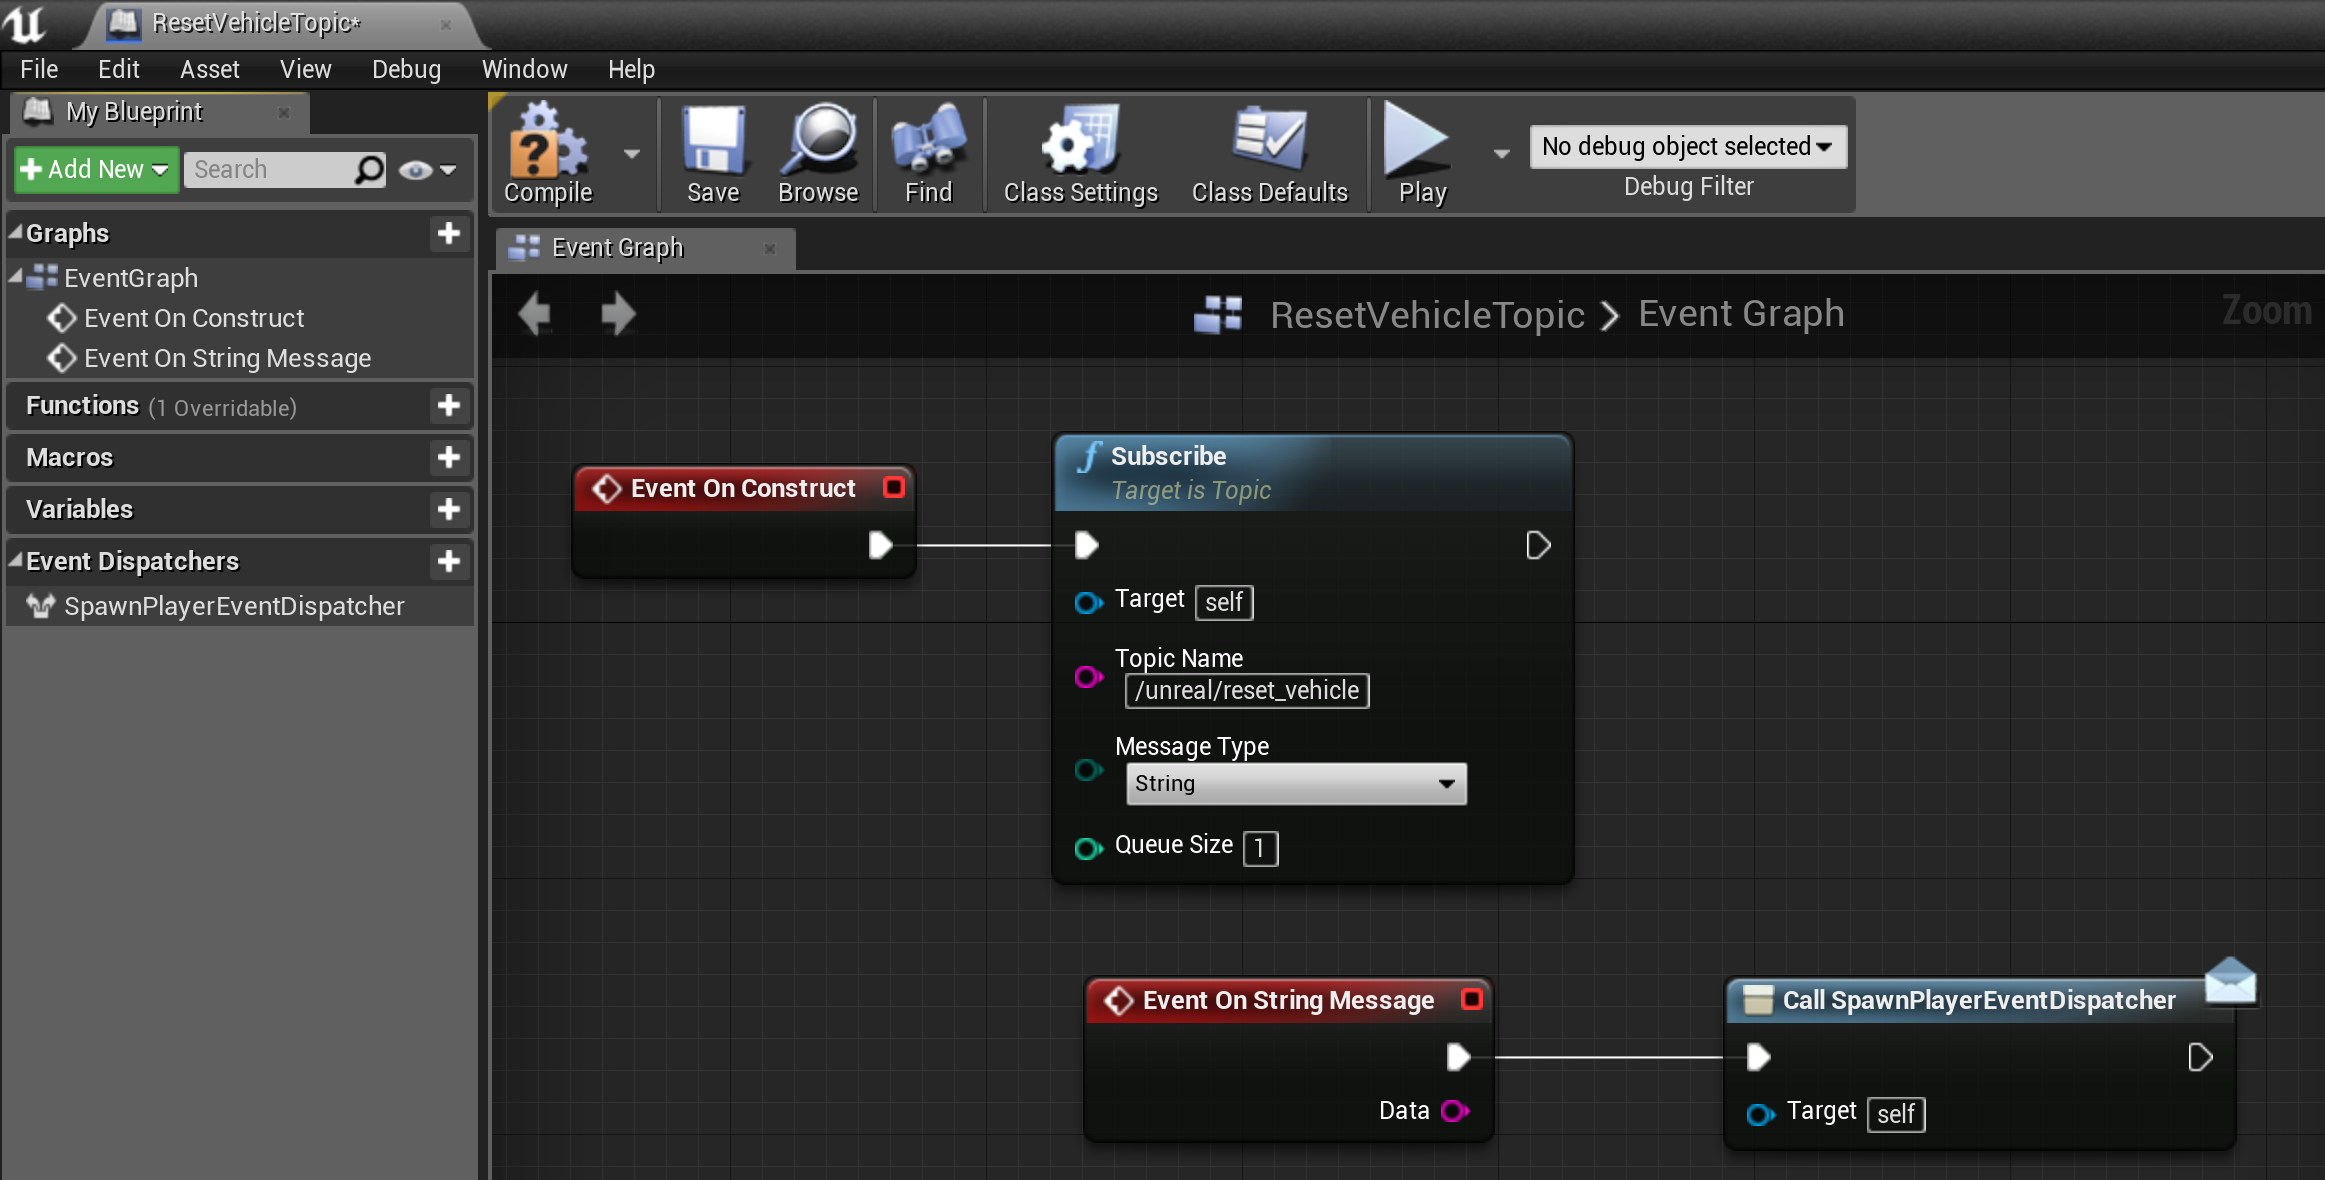 ResetVehicleTopic*
File Edit Asset View Debug Window Help
My Blueprint
Add New Search
Compile Save Browse Find Class Settings Class Defaults Play
No debug object selected
Debug Filter
Graphs
EventGraph
Event On Construct
Event On String Message
Functions (1 Overridable)
Macros
Variables
Event Dispatchers
SpawnPlayerEventDispatcher
Event Graph
ResetVehicleTopic > Event Graph
Zoom
Event On Construct
Subscribe
Target is Topic
Target self
Topic Name
/unreal/reset_vehicle
Message Type
String
Queue Size 1
Event On String Message
Data
Call SpawnPlayerEventDispatcher
Target self